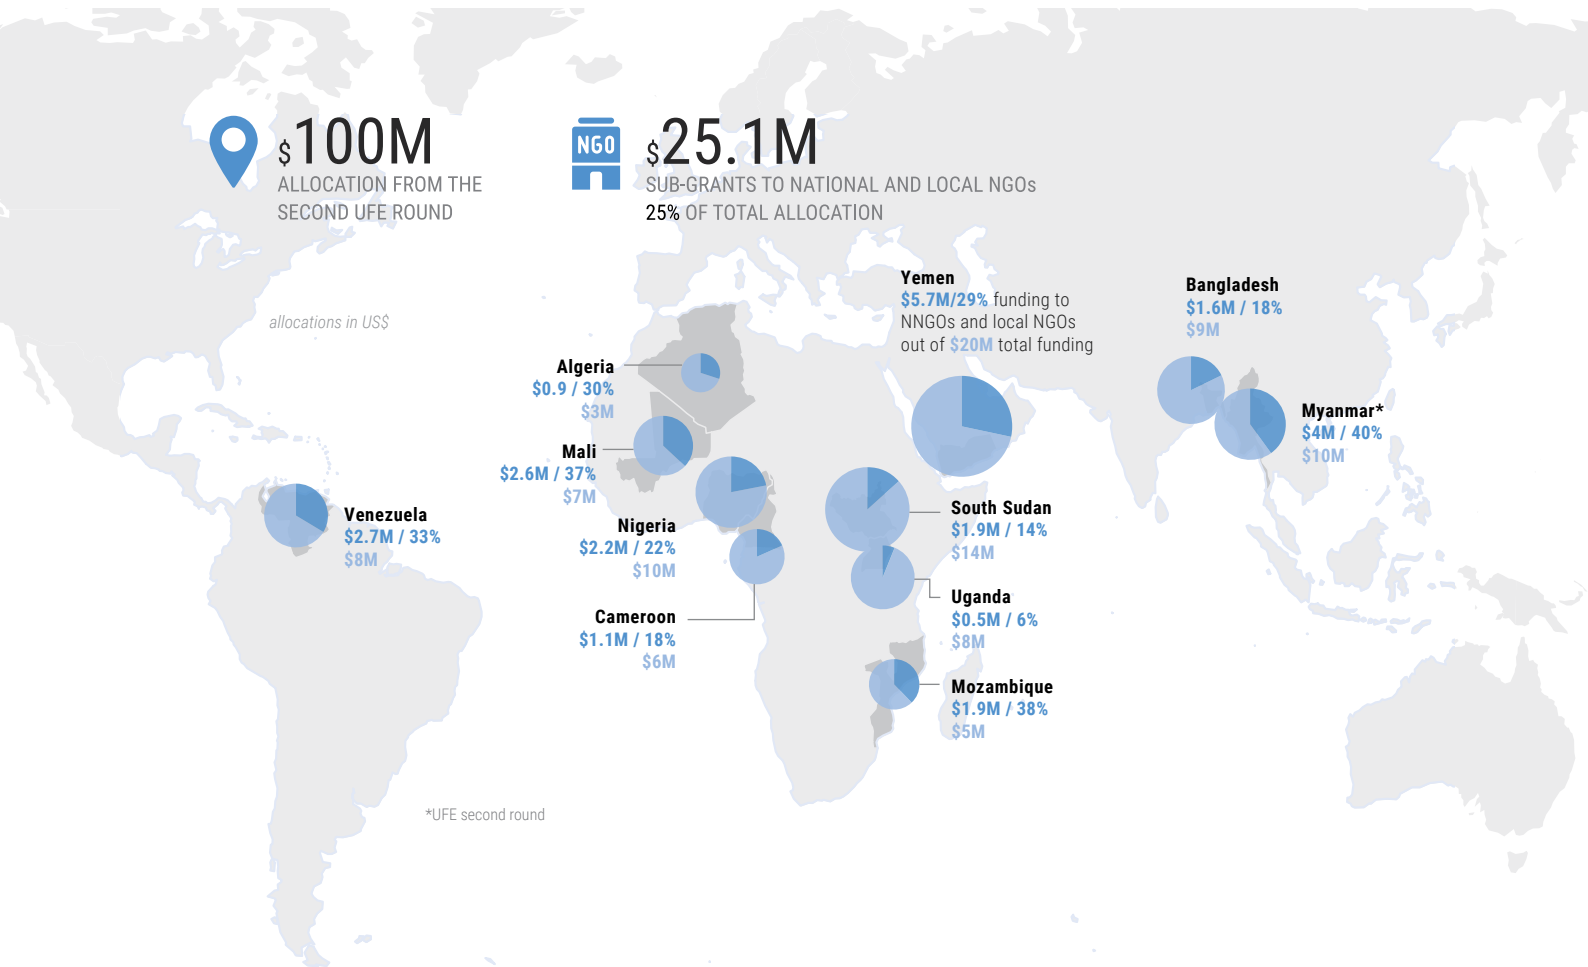 $100M
ALLOCATION FROM THE
SECOND UFE ROUND
NGO
$25.1M
SUB-GRANTS TO NATIONAL AND LOCAL NGOs
25% OF TOTAL ALLOCATION
allocations in US$
Yemen
$5.7M/29% funding to
NNGOs and local NGOs
out of $20M total funding
Bangladesh
$1.6M / 18%
$9M
Algeria
$0.9 / 30%
$3M
Myanmar*
$4M / 40%
$10M
Mali
$2.6M / 37%
$7M
Venezuela
$2.7M / 33%
$8M
Nigeria
$2.2M / 22%
$10M
South Sudan
$1.9M / 14%
$14M
Cameroon
$1.1M / 18%
$6M
Uganda
$0.5M / 6%
$8M
Mozambique
$1.9M / 38%
$5M
*UFE second round